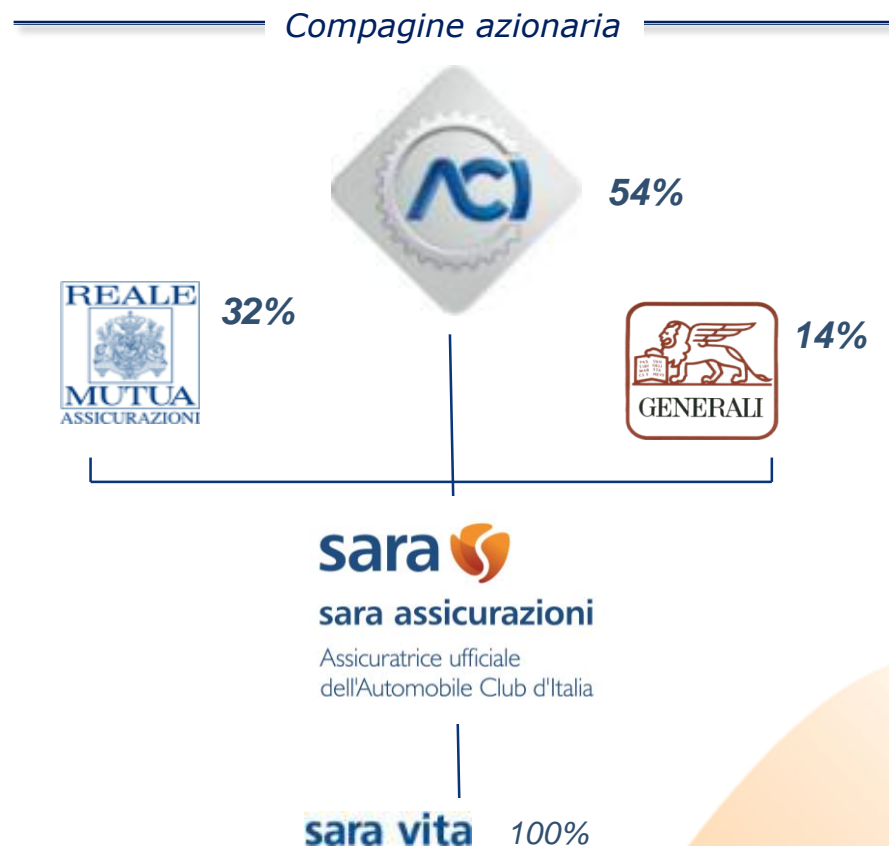 Compagine azionaria
ACI
54%
REALE
MUTUA
ASSICURAZIONI
32%
GENERALI
14%
sara
sara assicurazioni
Assicuratrice ufficiale
dell'Automobile Club d'Italia
sara vita
100%